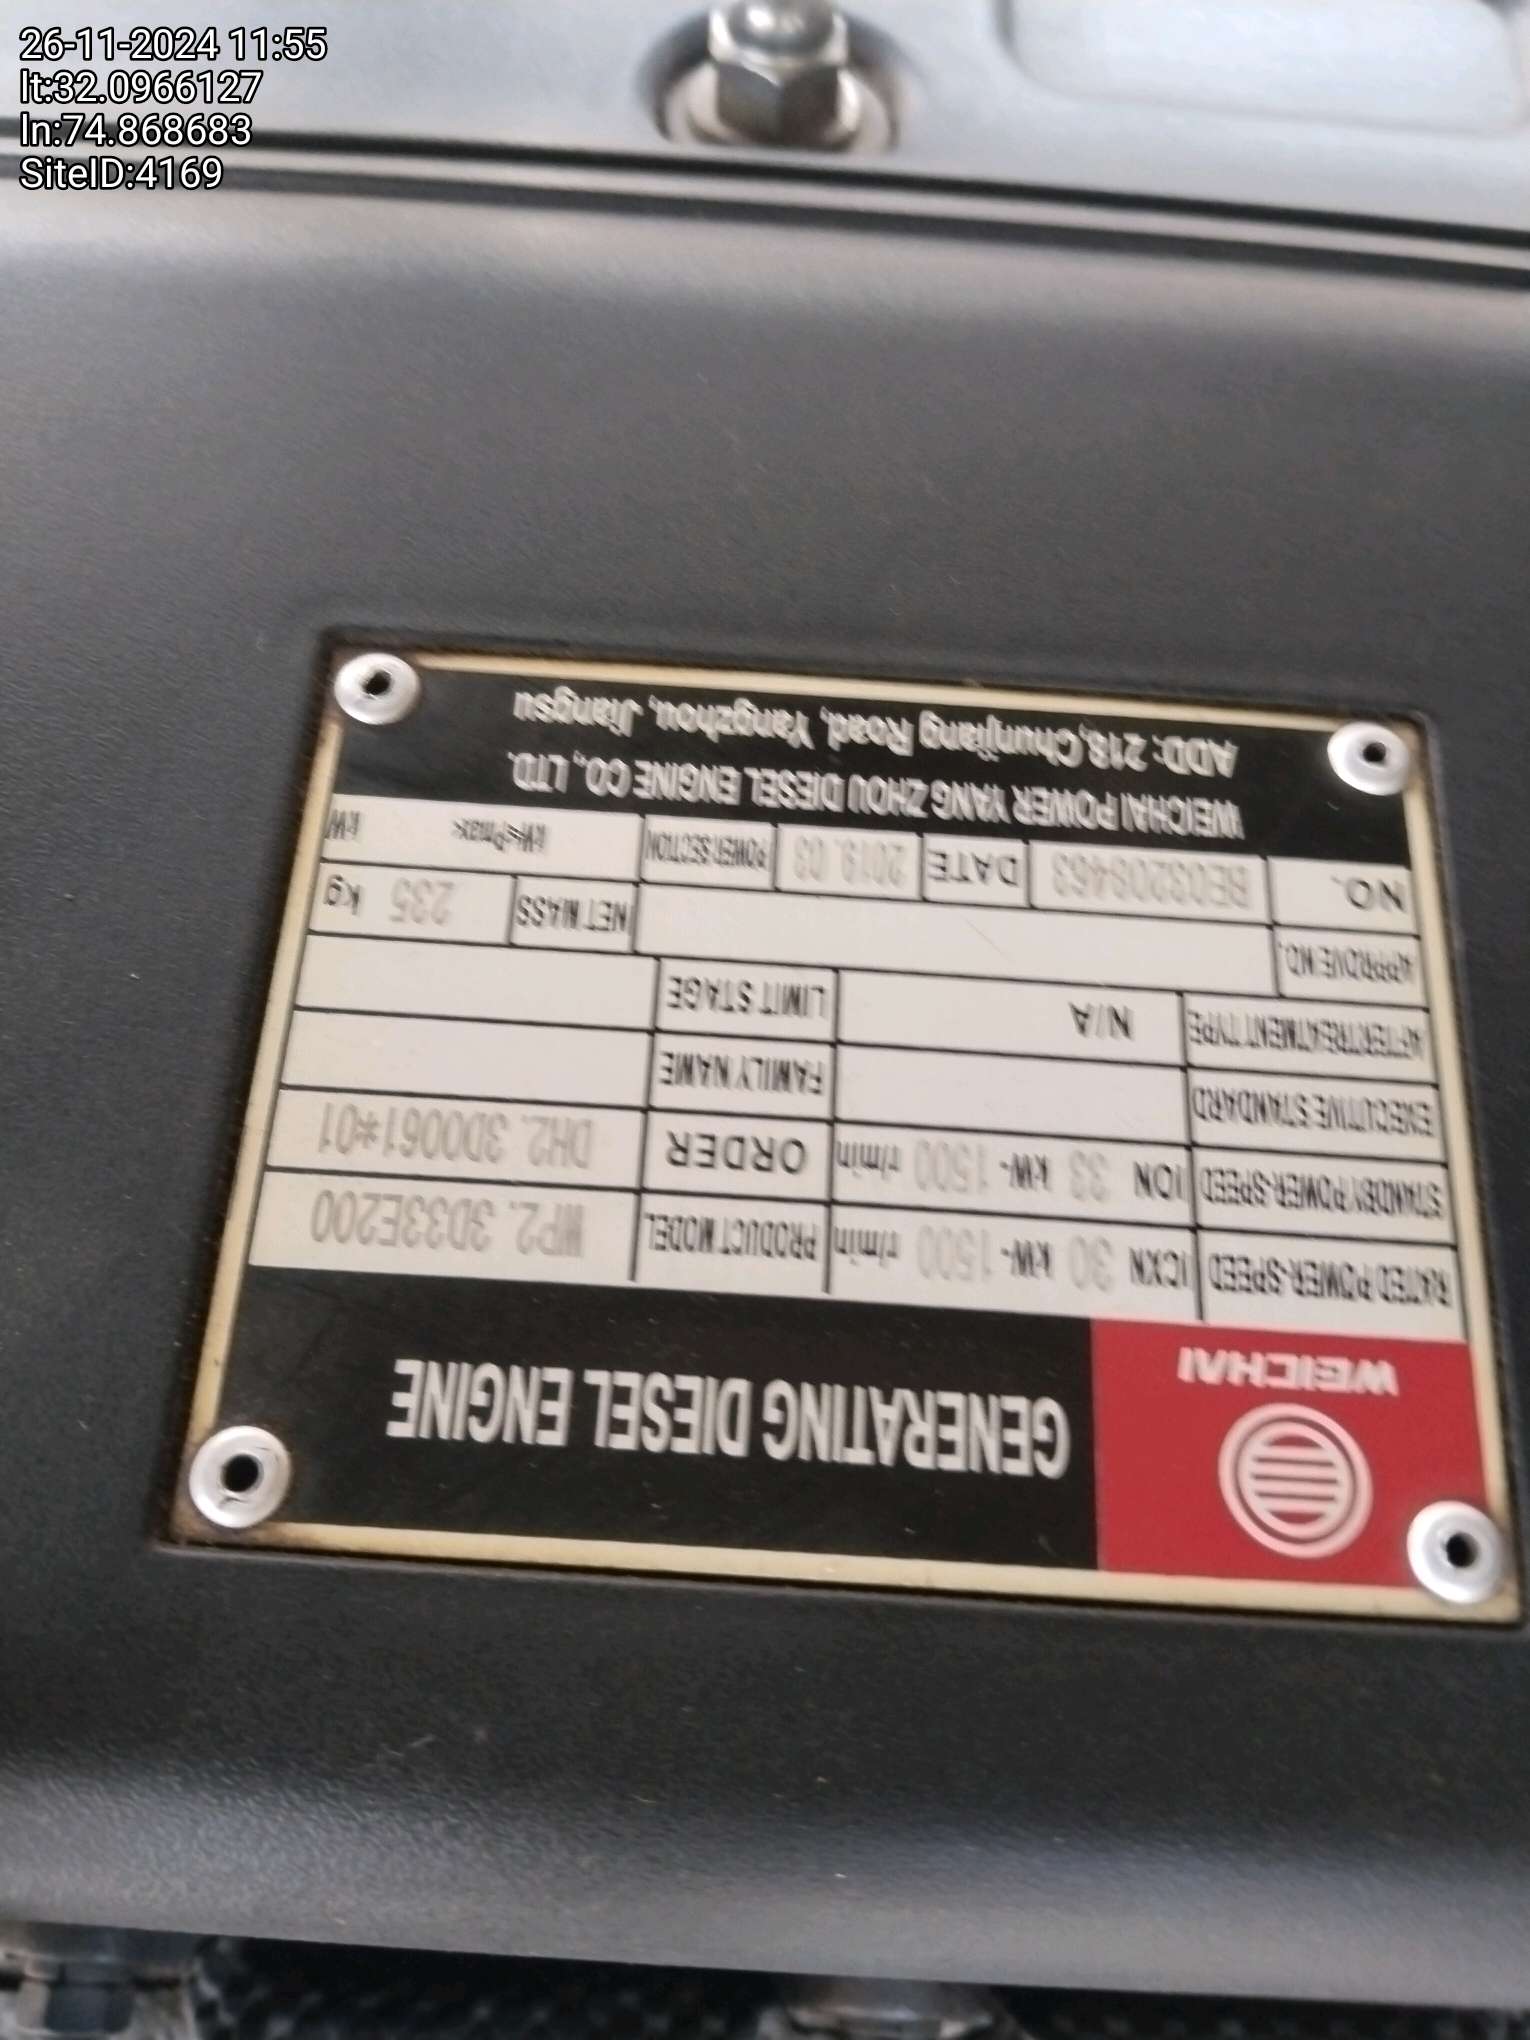 26-11-2024 11:55
lt:32.0966127
ln:74.868683
SiteID:4169
WEICHAI
GENERATING DIESEL ENGINE
RATED POWER-SPEED ICXN 30 kW- 1500 r/min PRODUCT MODEL WP2. 3D33E200
STANDBY POWER-SPEED ION 33 kW- 1500 r/min ORDER DH2. 3D0061*01
EXECUTIVE STANDARD FAMILY NAME
AFTERTREATMENT TYPE N/A LIMIT STAGE
APPROVE NO. NET MASS 235 kg
NO. BE03208463 DATE 2019. 03 POWER SECTION kW≤Pmax< kW
WEICHAI POWER YANG ZHOU DIESEL ENGINE CO., LTD.
ADD: 218,Chunjiang Road, Yangzhou, Jiangsu